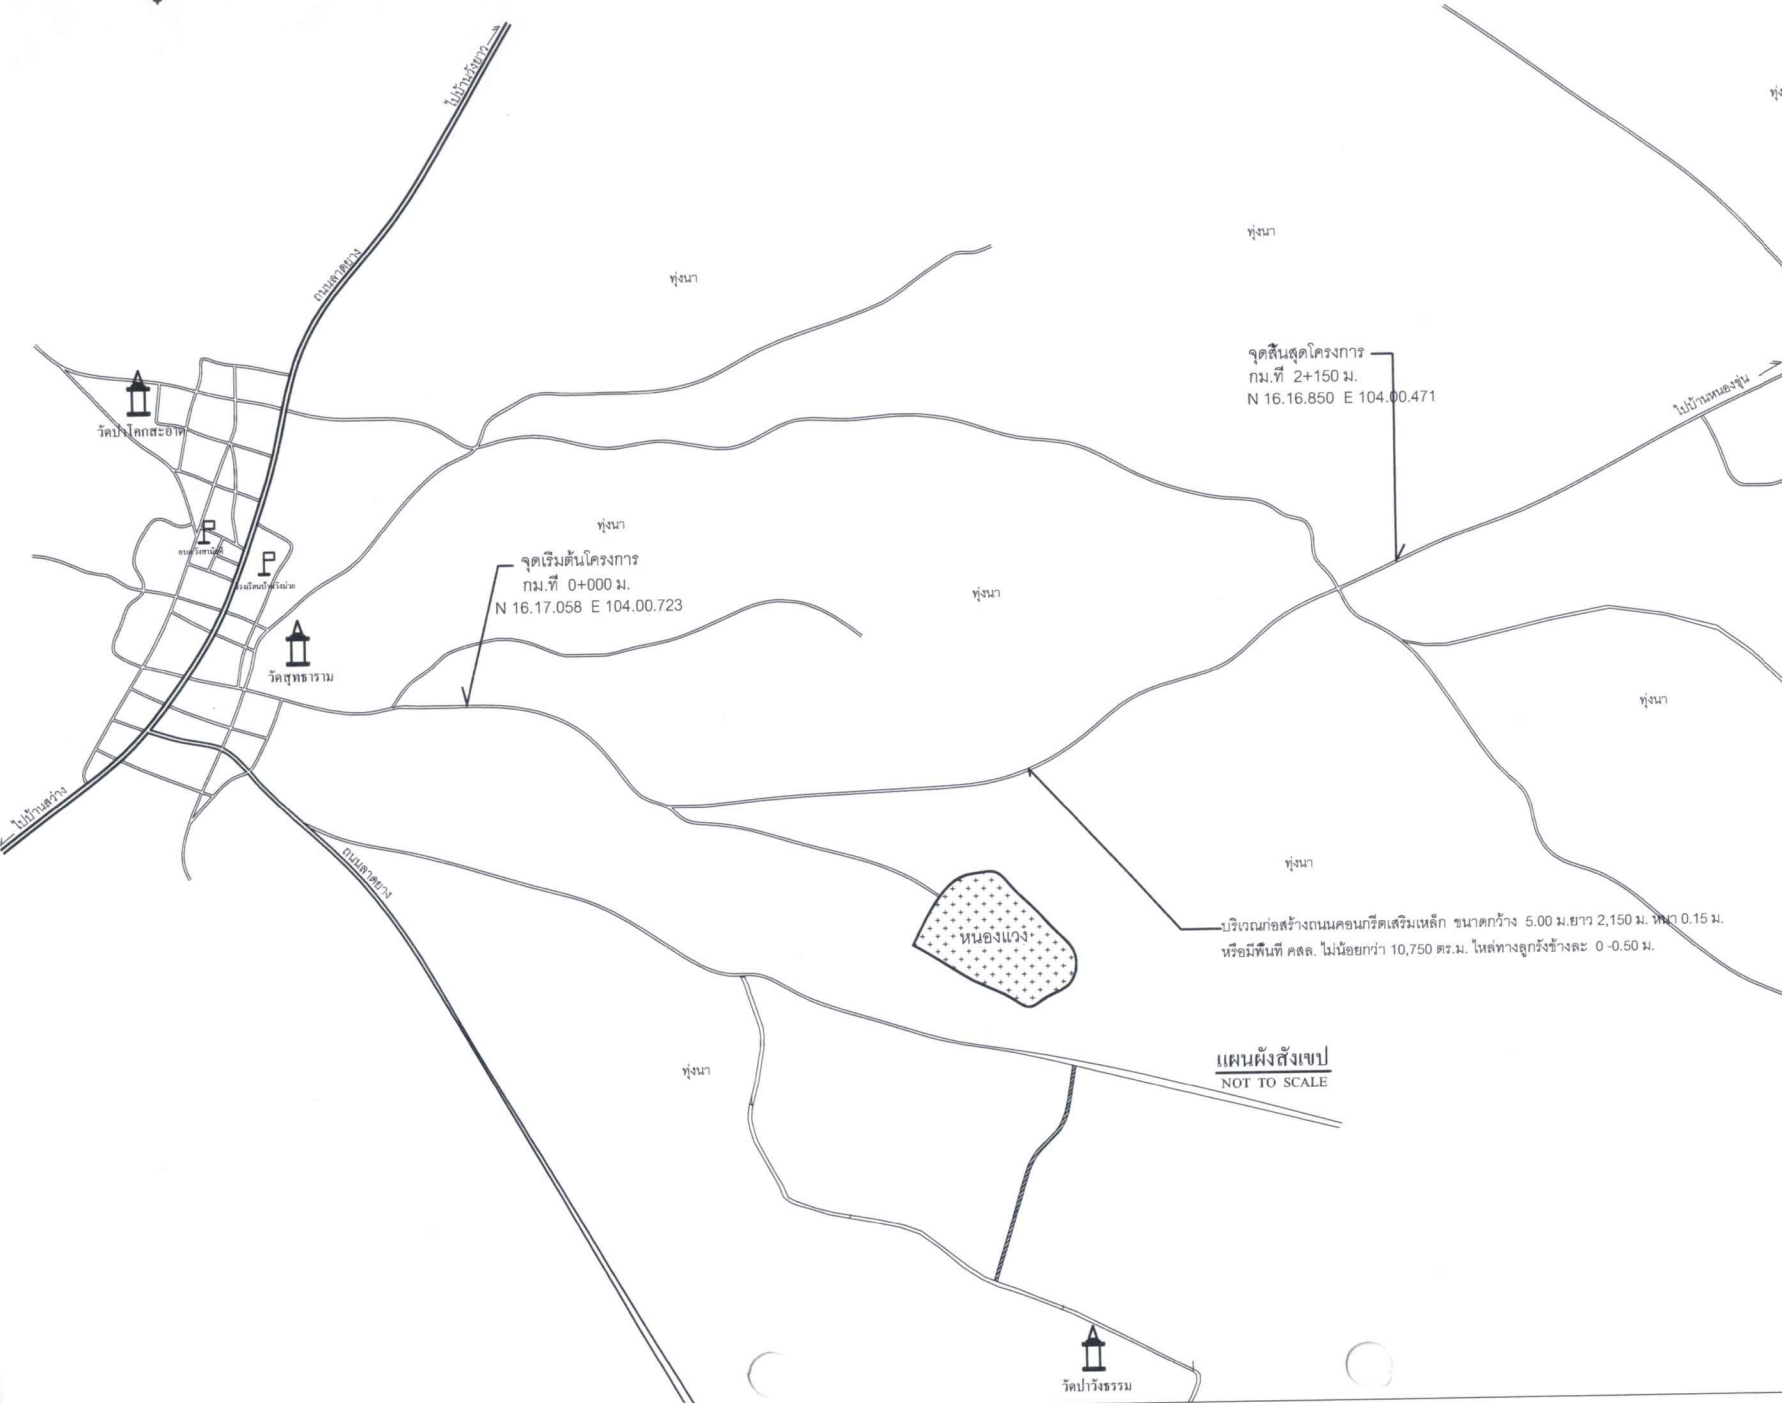 ไปบ้านวังยาว
ทุ่ง
ถนนลาดยาง
ทุ่งนา
ทุ่งนา
จุดสิ้นสุดโครงการ
กม.ที่ 2+150 ม.
N 16.16.850 E 104.00.471
ไปบ้านหนองขุ่น
วัดป่าโคกสะอาด
ทุ่งนา
จุดเริ่มต้นโครงการ
กม.ที่ 0+000 ม.
N 16.17.058 E 104.00.723
ทุ่งนา
วัดสุทธาราม
ทุ่งนา
ไปบ้านสว่าง
ถนนลาดยาง
ทุ่งนา
บริเวณก่อสร้างถนนคอนกรีตเสริมเหล็ก ขนาดกว้าง 5.00 ม.ยาว 2,150 ม. หนา 0.15 ม.
หรือมีพื้นที่ คสล. ไม่น้อยกว่า 10,750 ตร.ม. ไหล่ทางลูกรังข้างละ 0 -0.50 ม.
หนองแวง
แผนผังสังเขป
NOT TO SCALE
ทุ่งนา
วัดป่าวังธรรม